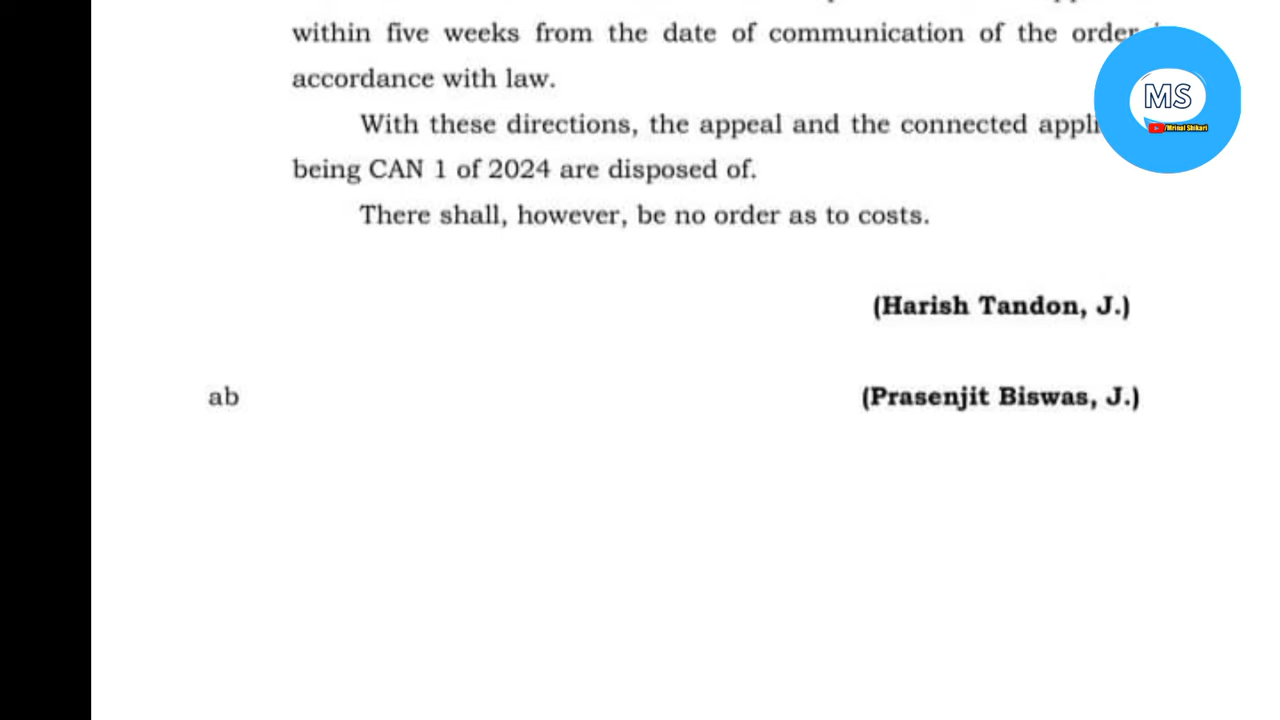 within five weeks from the date of communication of the order
accordance with law.
With these directions, the appeal and the connected
being CAN 1 of 2024 are disposed of.
There shall, however, be no order as to costs.
(Harish Tandon, J.)
ab
(Prasenjit Biswas, J.)
MS
/Mrinal Shikari